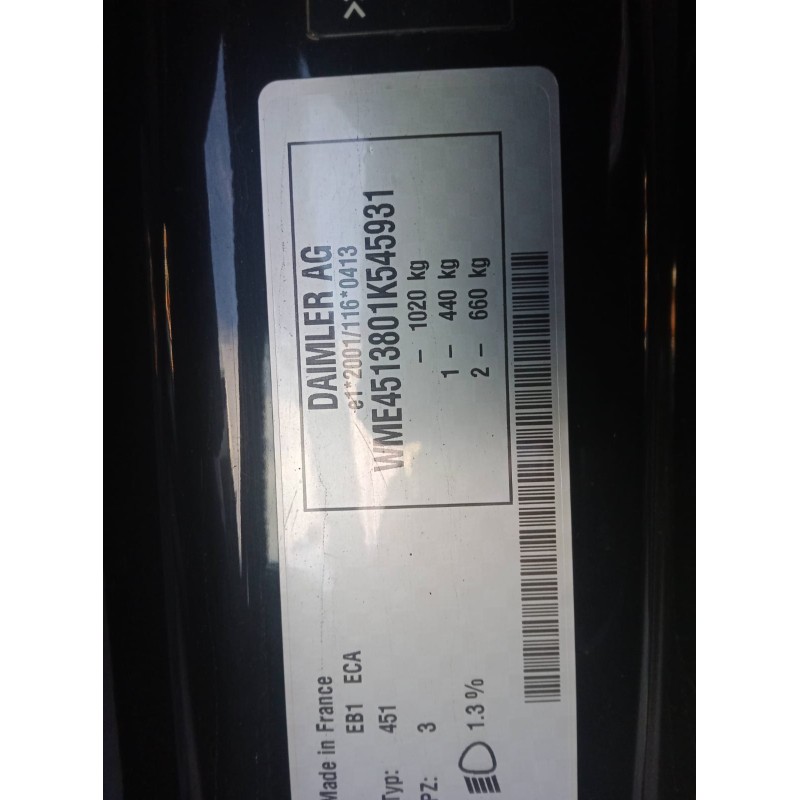 DAIMLER AG
e1*2001/116*0413
WME4513801K545931
– 1020 kg
1 – 440 kg
2 – 660 kg
Made in France
EB1 ECA
Typ: 451
PZ: 3
1.3 %
>>